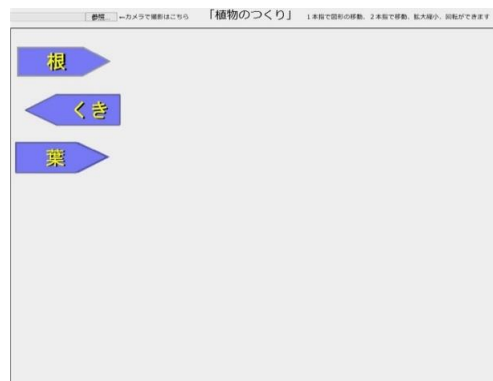 参照... ←カメラで撮影はこちら 「植物のつくり」 1本指で図形の移動、2本指で移動、拡大縮小、回転ができます
根
くき
葉